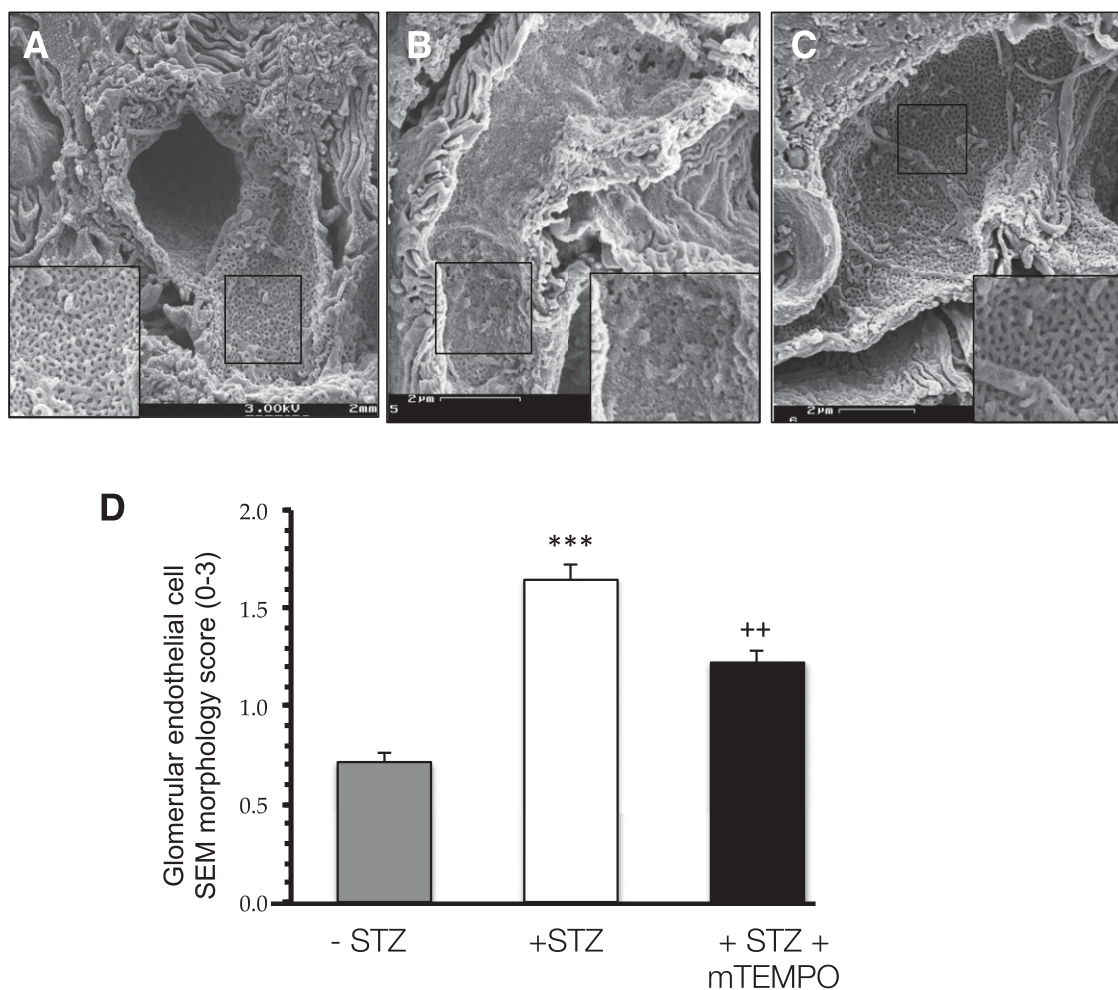 A
B
C
3.00kV 2mm
5
2µm
6
2µm
D
Glomerular endothelial cell
SEM morphology score (0-3)
2.0
1.5
1.0
0.5
0.0
***
++
- STZ
+STZ
+ STZ +
mTEMPO